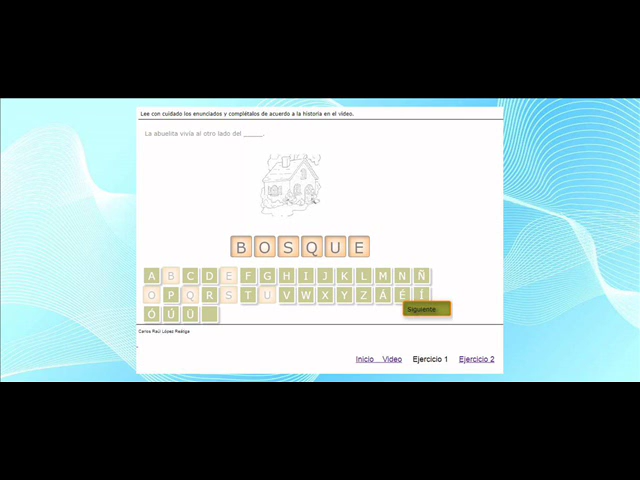 Lee con cuidado los enunciados y complétalos de acuerdo a la historia en el video.
La abuelita vivía al otro lado del _____.
B O S Q U E
A B C D E F G H I J K L M N Ñ
O P Q R S T U V W X Y Z Á É Í
Ó Ú Ü
Siguiente
Carlos Raúl López Rediga
Inicio Video Ejercicio 1 Ejercicio 2